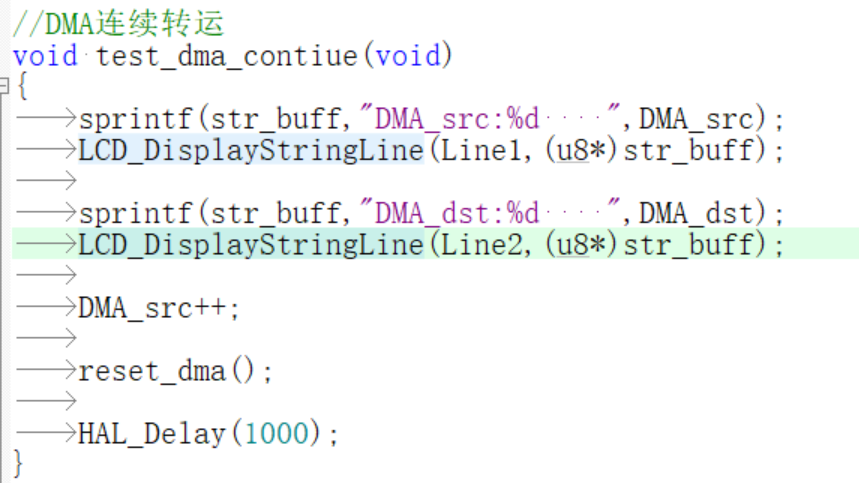 //DMA连续转运
void test_dma_contiue(void)
{
sprintf(str_buff,"DMA_src:%d    ",DMA_src);
LCD_DisplayStringLine(Line1,(u8*)str_buff);
sprintf(str_buff,"DMA_dst:%d    ",DMA_dst);
LCD_DisplayStringLine(Line2,(u8*)str_buff);
DMA_src++;
reset_dma();
HAL_Delay(1000);
}